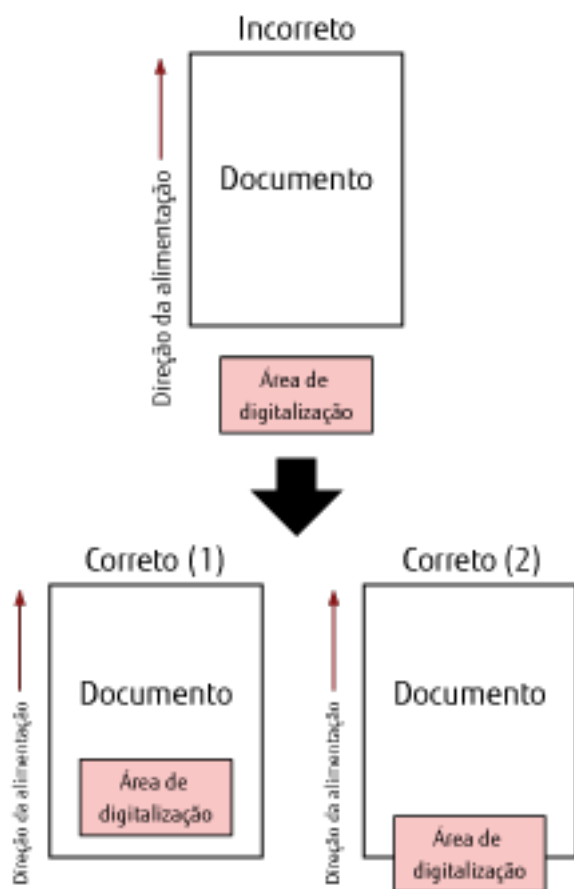 Incorreto
Direção da alimentação
Documento
Área de
digitalização
Correto (1)
Correto (2)
Direção da alimentação
Documento
Área de
digitalização
Direção da alimentação
Documento
Área de
digitalização